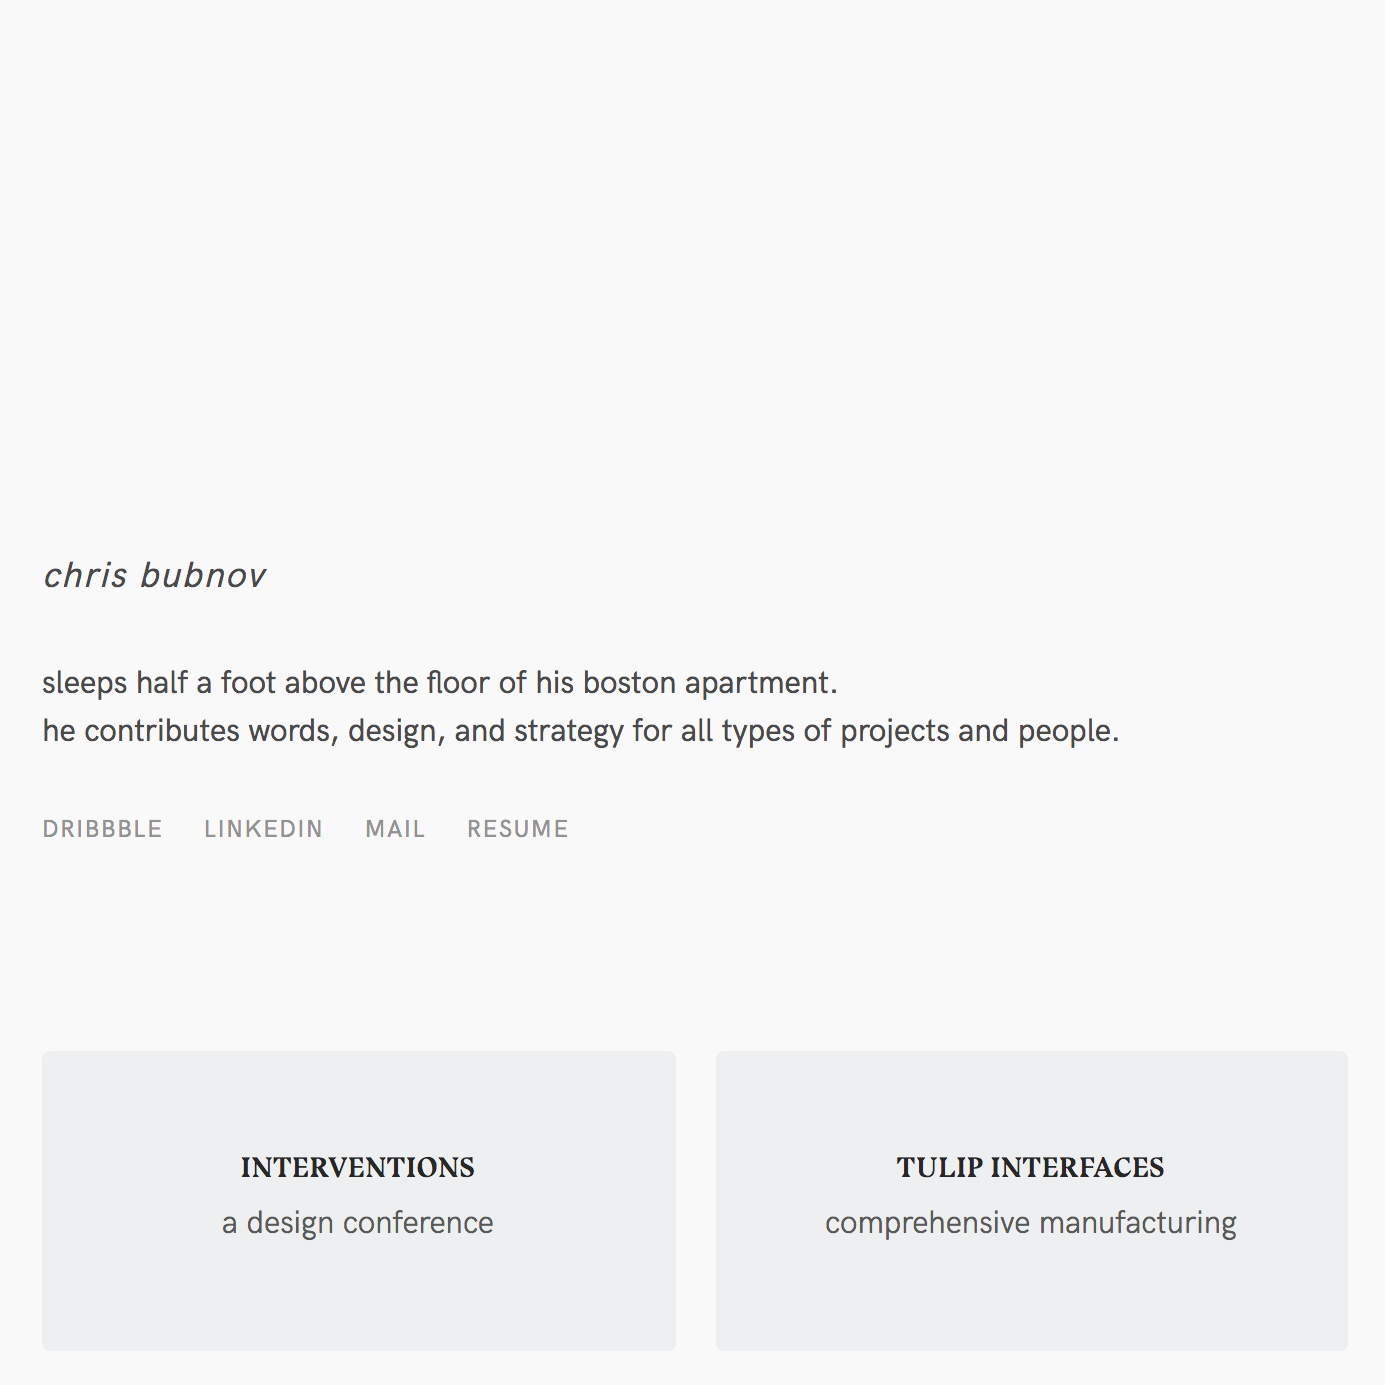 chris bubnov
sleeps half a foot above the floor of his boston apartment.
he contributes words, design, and strategy for all types of projects and people.
DRIBBBLE LINKEDIN MAIL RESUME
INTERVENTIONS
a design conference
TULIP INTERFACES
comprehensive manufacturing